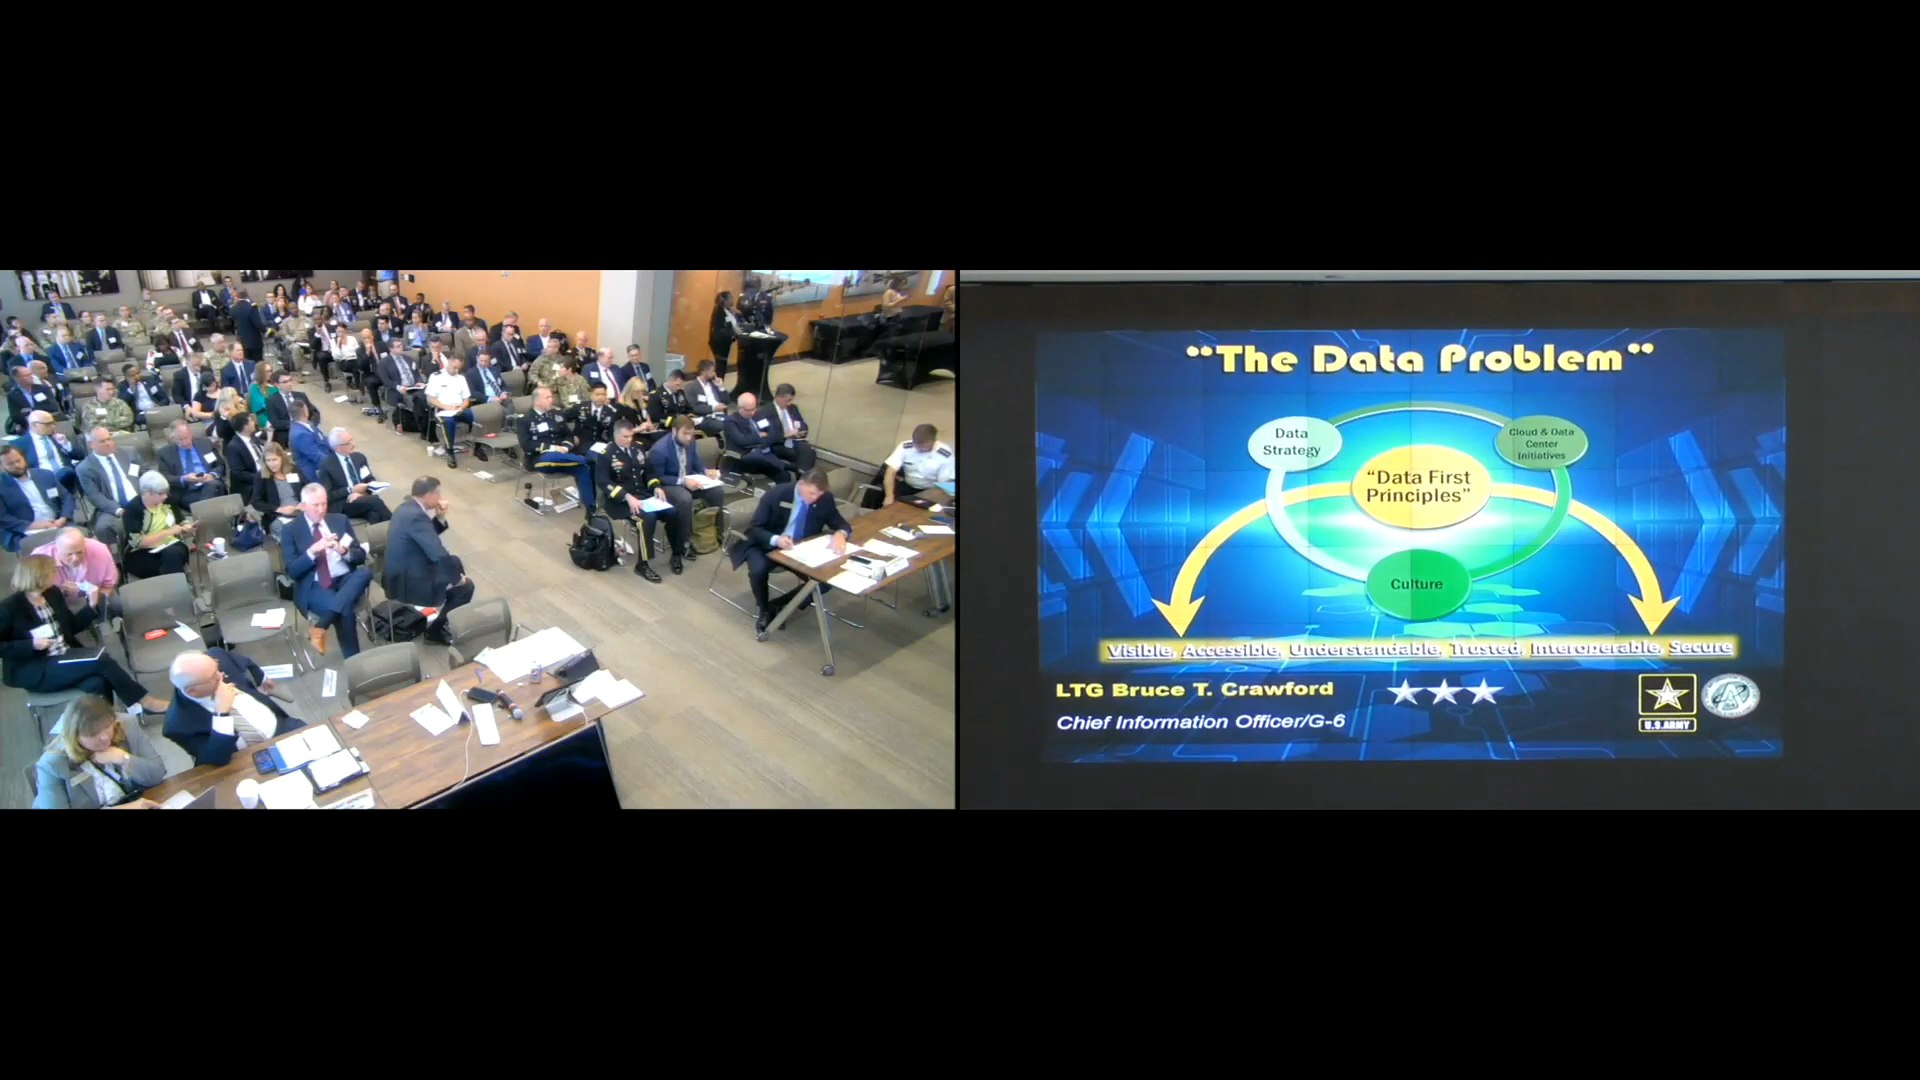 “The Data Problem”
Data
Strategy
Cloud & Data
Center
Initiatives
“Data First
Principles”
Culture
Visible, Accessible, Understandable, Trusted, Interoperable, Secure
LTG Bruce T. Crawford
Chief Information Officer/G-6
U.S.ARMY